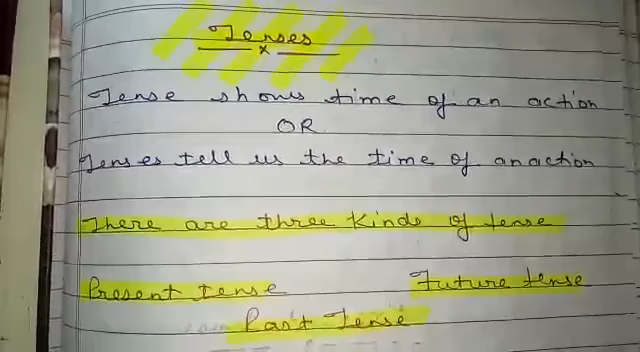 Tenses
Tense shows time of an action
OR
Tenses tell us the time of an action
There are three kinds of tense
Present tense Future tense
Past Tense